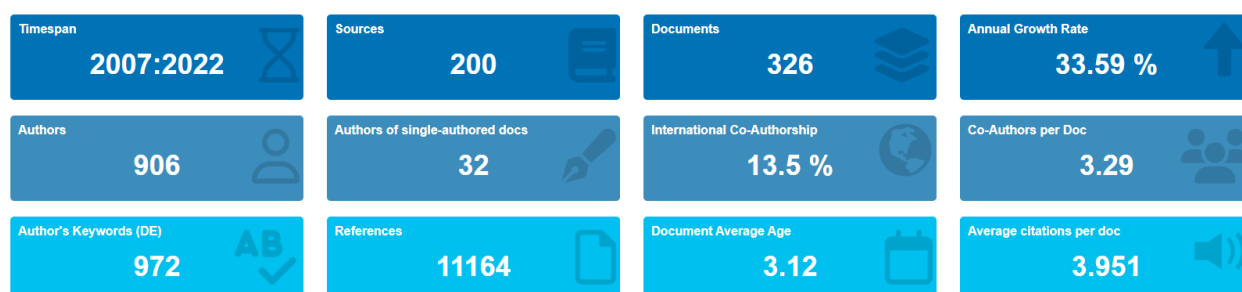 Timespan
2007:2022
Sources
200
Documents
326
Annual Growth Rate
33.59 %
Authors
906
Authors of single-authored docs
32
International Co-Authorship
13.5 %
Co-Authors per Doc
3.29
Author's Keywords (DE)
972
AB
References
11164
Document Average Age
3.12
Average citations per doc
3.951